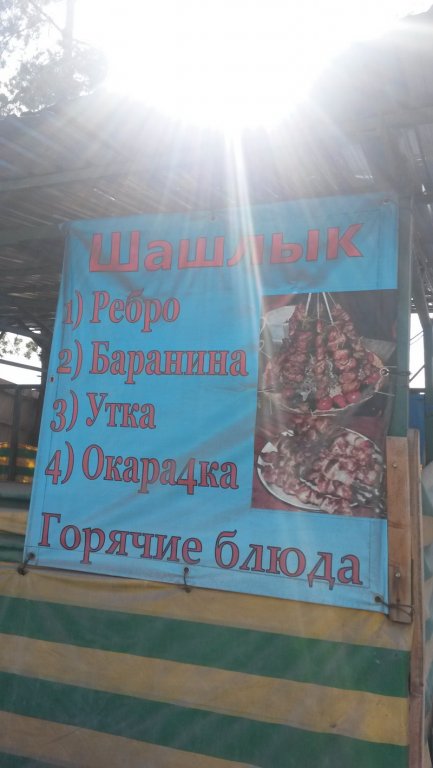 Шашлык
1) Ребро
2) Баранина
3) Утка
4) Окара4ка
Горячие блюда